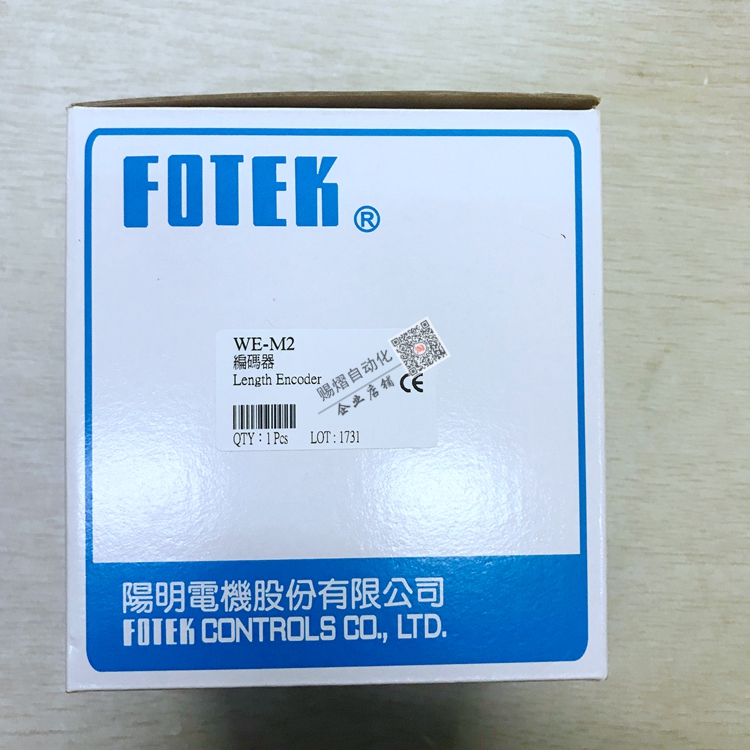 FOTEK®
WE-M2
編碼器
Length Encoder
CE
QTY：1 Pcs LOT : 1731
赐熠自动化
企业店铺
陽明電機股份有限公司
FOTEK CONTROLS CO., LTD.